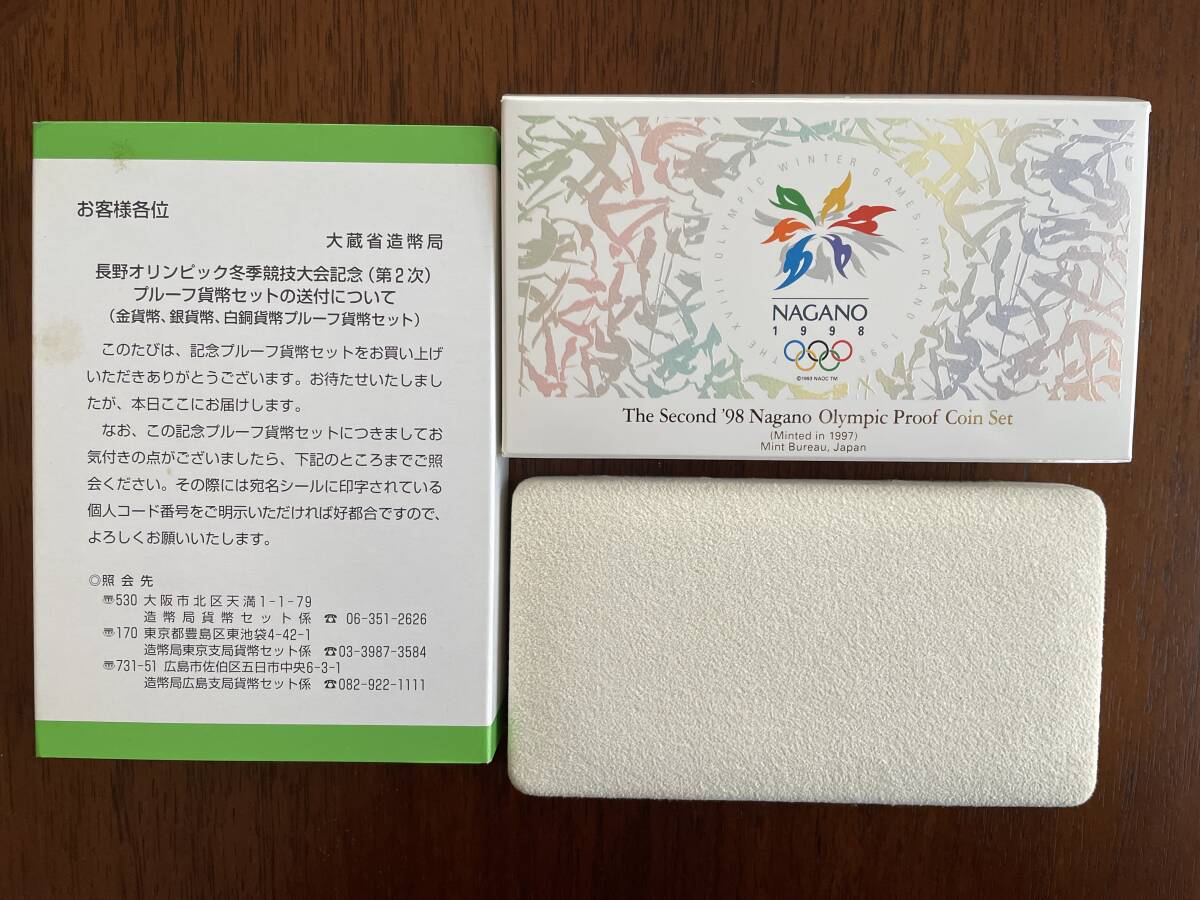 お客様各位
大蔵省造幣局
長野オリンピック冬季競技大会記念(第2次)
プルーフ貨幣セットの送付について
(金貨幣、銀貨幣、白銅貨幣プルーフ貨幣セット)
このたびは、記念プルーフ貨幣セットをお買い上げ
いただきありがとうございます。お待たせいたしまし
たが、本日ここにお届けします。
なお、この記念プルーフ貨幣セットにつきましてお
気付きの点がございましたら、下記のところまでご照
会ください。その際には宛名シールに印字されている
個人コード番号をご明示いただければ好都合ですので、
よろしくお願いいたします。
◎照会先
〠530 大阪市北区天満1-1-79
造幣局貨幣セット係 ☎ 06-351-2626
〠170 東京都豊島区東池袋4-42-1
造幣局東京支局貨幣セット係 ☎03-3987-3584
〠731-51 広島市佐伯区五日市中央6-3-1
造幣局広島支局貨幣セット係 ☎082-922-1111
THE XVIII OLYMPIC WINTER GAMES, NAGANO 1998
NAGANO
1998
©1993 NAOC TM
The Second '98 Nagano Olympic Proof Coin Set
(Minted in 1997)
Mint Bureau, Japan